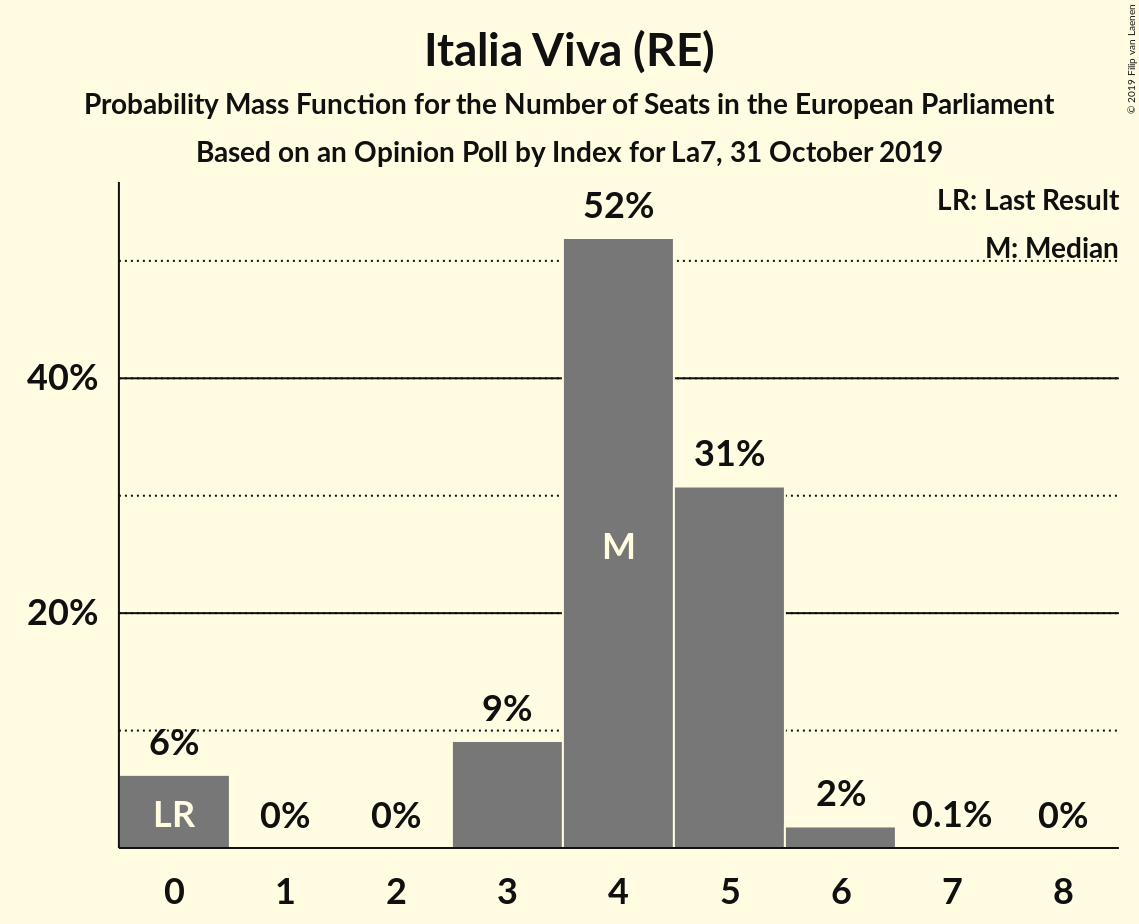 Italia Viva (RE)
Probability Mass Function for the Number of Seats in the European Parliament
Based on an Opinion Poll by Index for La7, 31 October 2019
© 2019 Filip van Laenen
LR: Last Result
M: Median
52%
40%
31%
M
20%
9%
6%
LR
0%
0%
2%
0.1%
0%
0 1 2 3 4 5 6 7 8